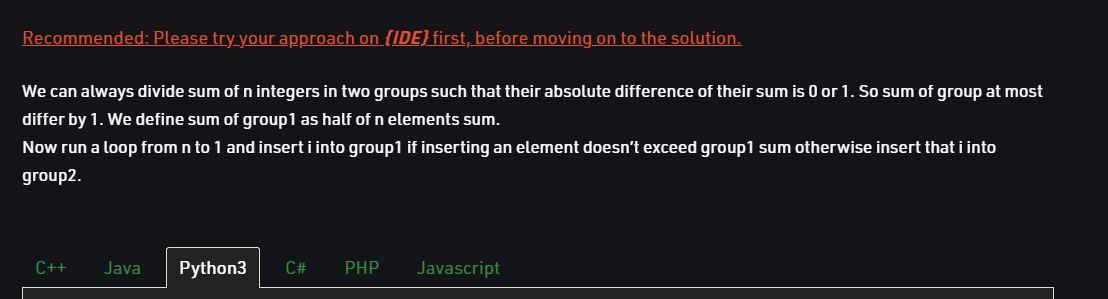 Recommended: Please try your approach on {IDE} first, before moving on to the solution.
We can always divide sum of n integers in two groups such that their absolute difference of their sum is 0 or 1. So sum of group at most
differ by 1. We define sum of group1 as half of n elements sum.
Now run a loop from n to 1 and insert i into group1 if inserting an element doesn't exceed group1 sum otherwise insert that i into
group2.
C++ Java Python3 C# PHP Javascript